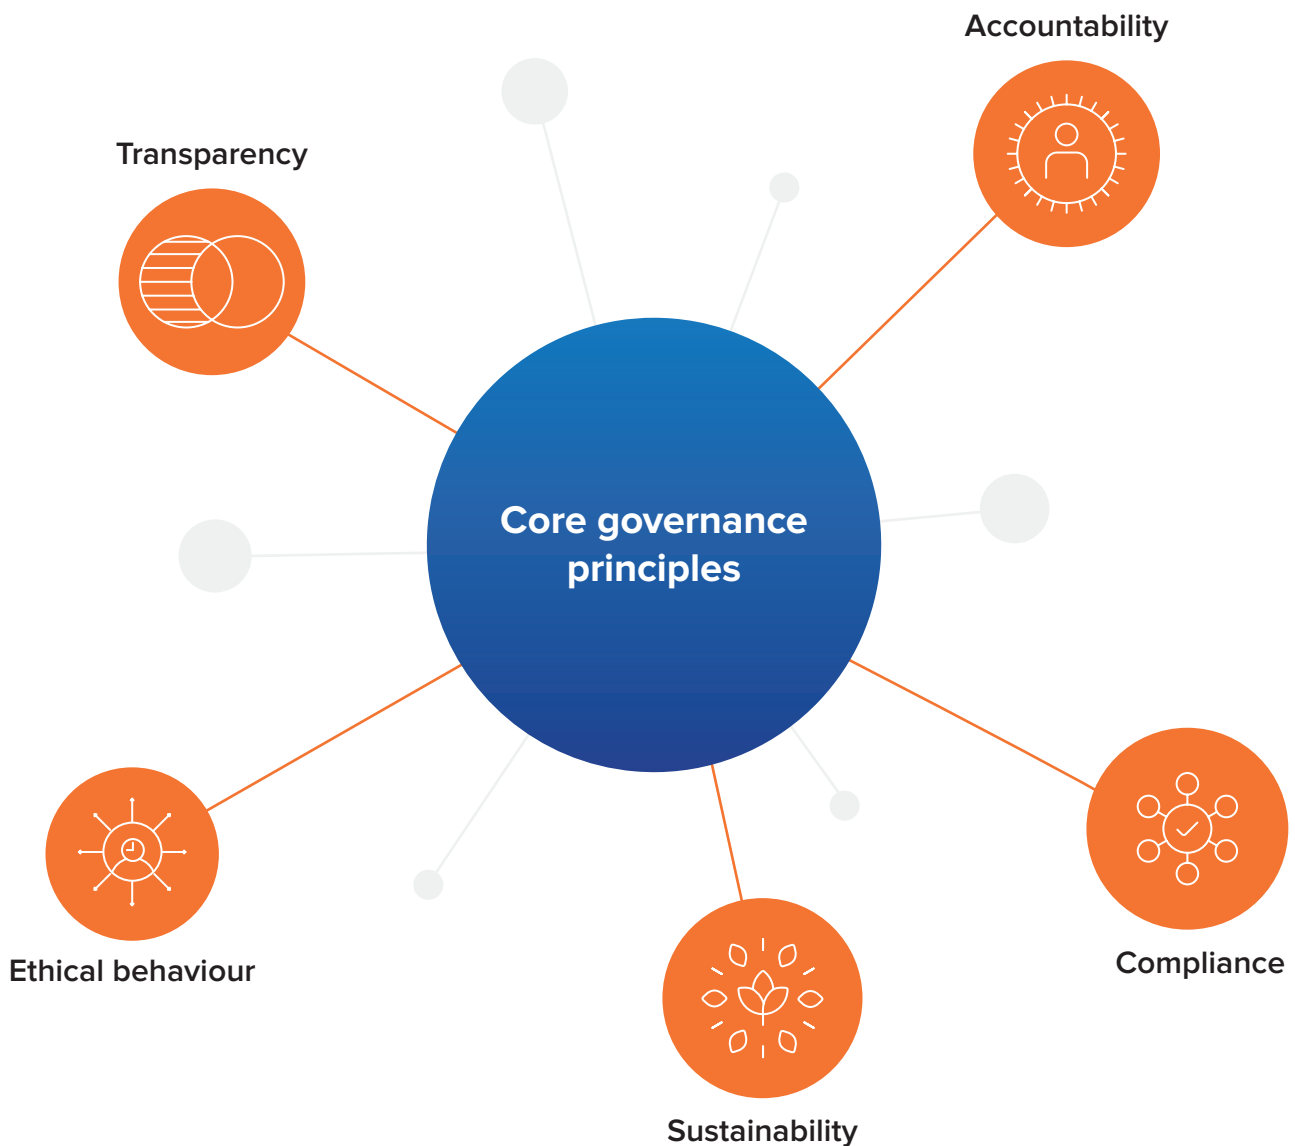 Accountability
Transparency
Core governance
principles
Ethical behaviour
Compliance
Sustainability